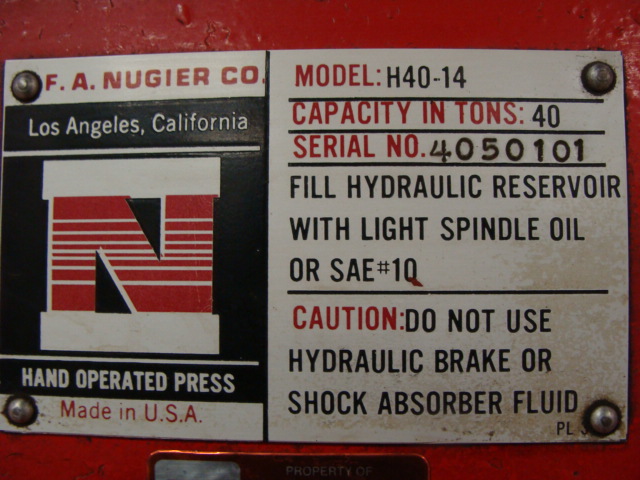 F. A. NUGIER CO.
Los Angeles, California
N
HAND OPERATED PRESS
Made in U.S.A.
MODEL: H40-14
CAPACITY IN TONS: 40
SERIAL NO. 4050101
FILL HYDRAULIC RESERVOIR
WITH LIGHT SPINDLE OIL
OR SAE#10
CAUTION: DO NOT USE
HYDRAULIC BRAKE OR
SHOCK ABSORBER FLUID
PL
PROPERTY OF